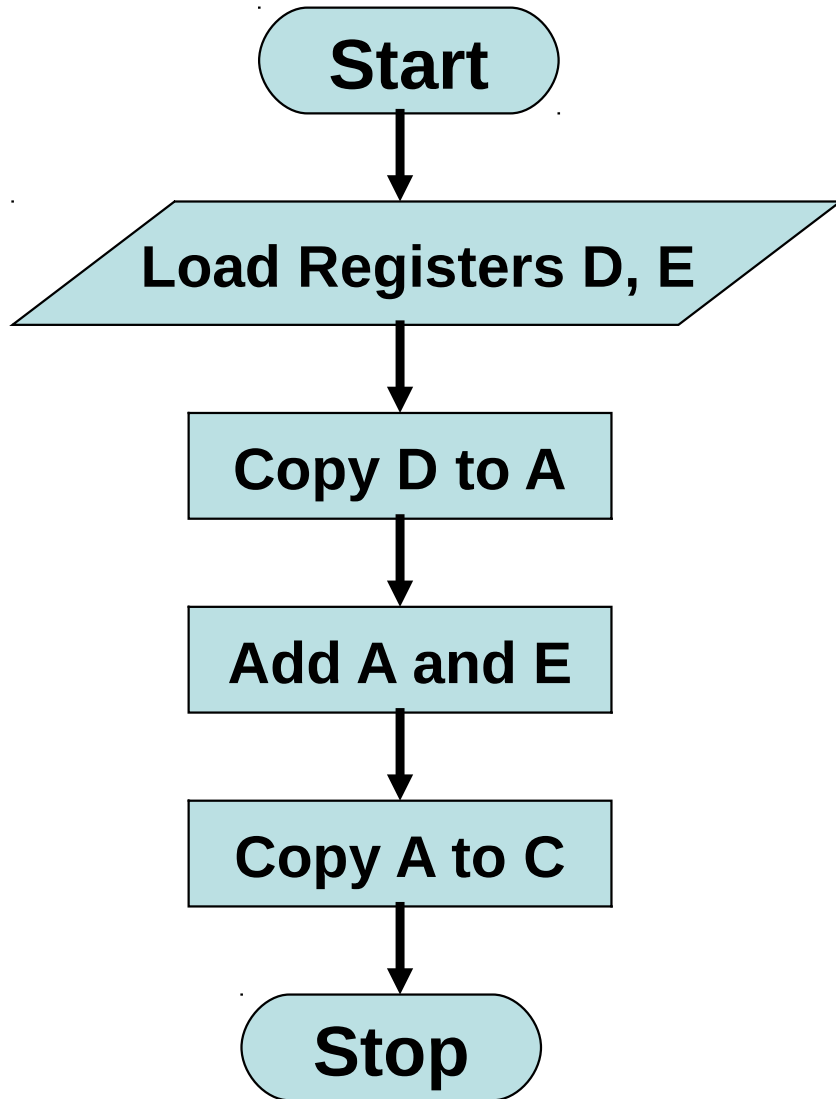 Start
Load Registers D, E
Copy D to A
Add A and E
Copy A to C
Stop